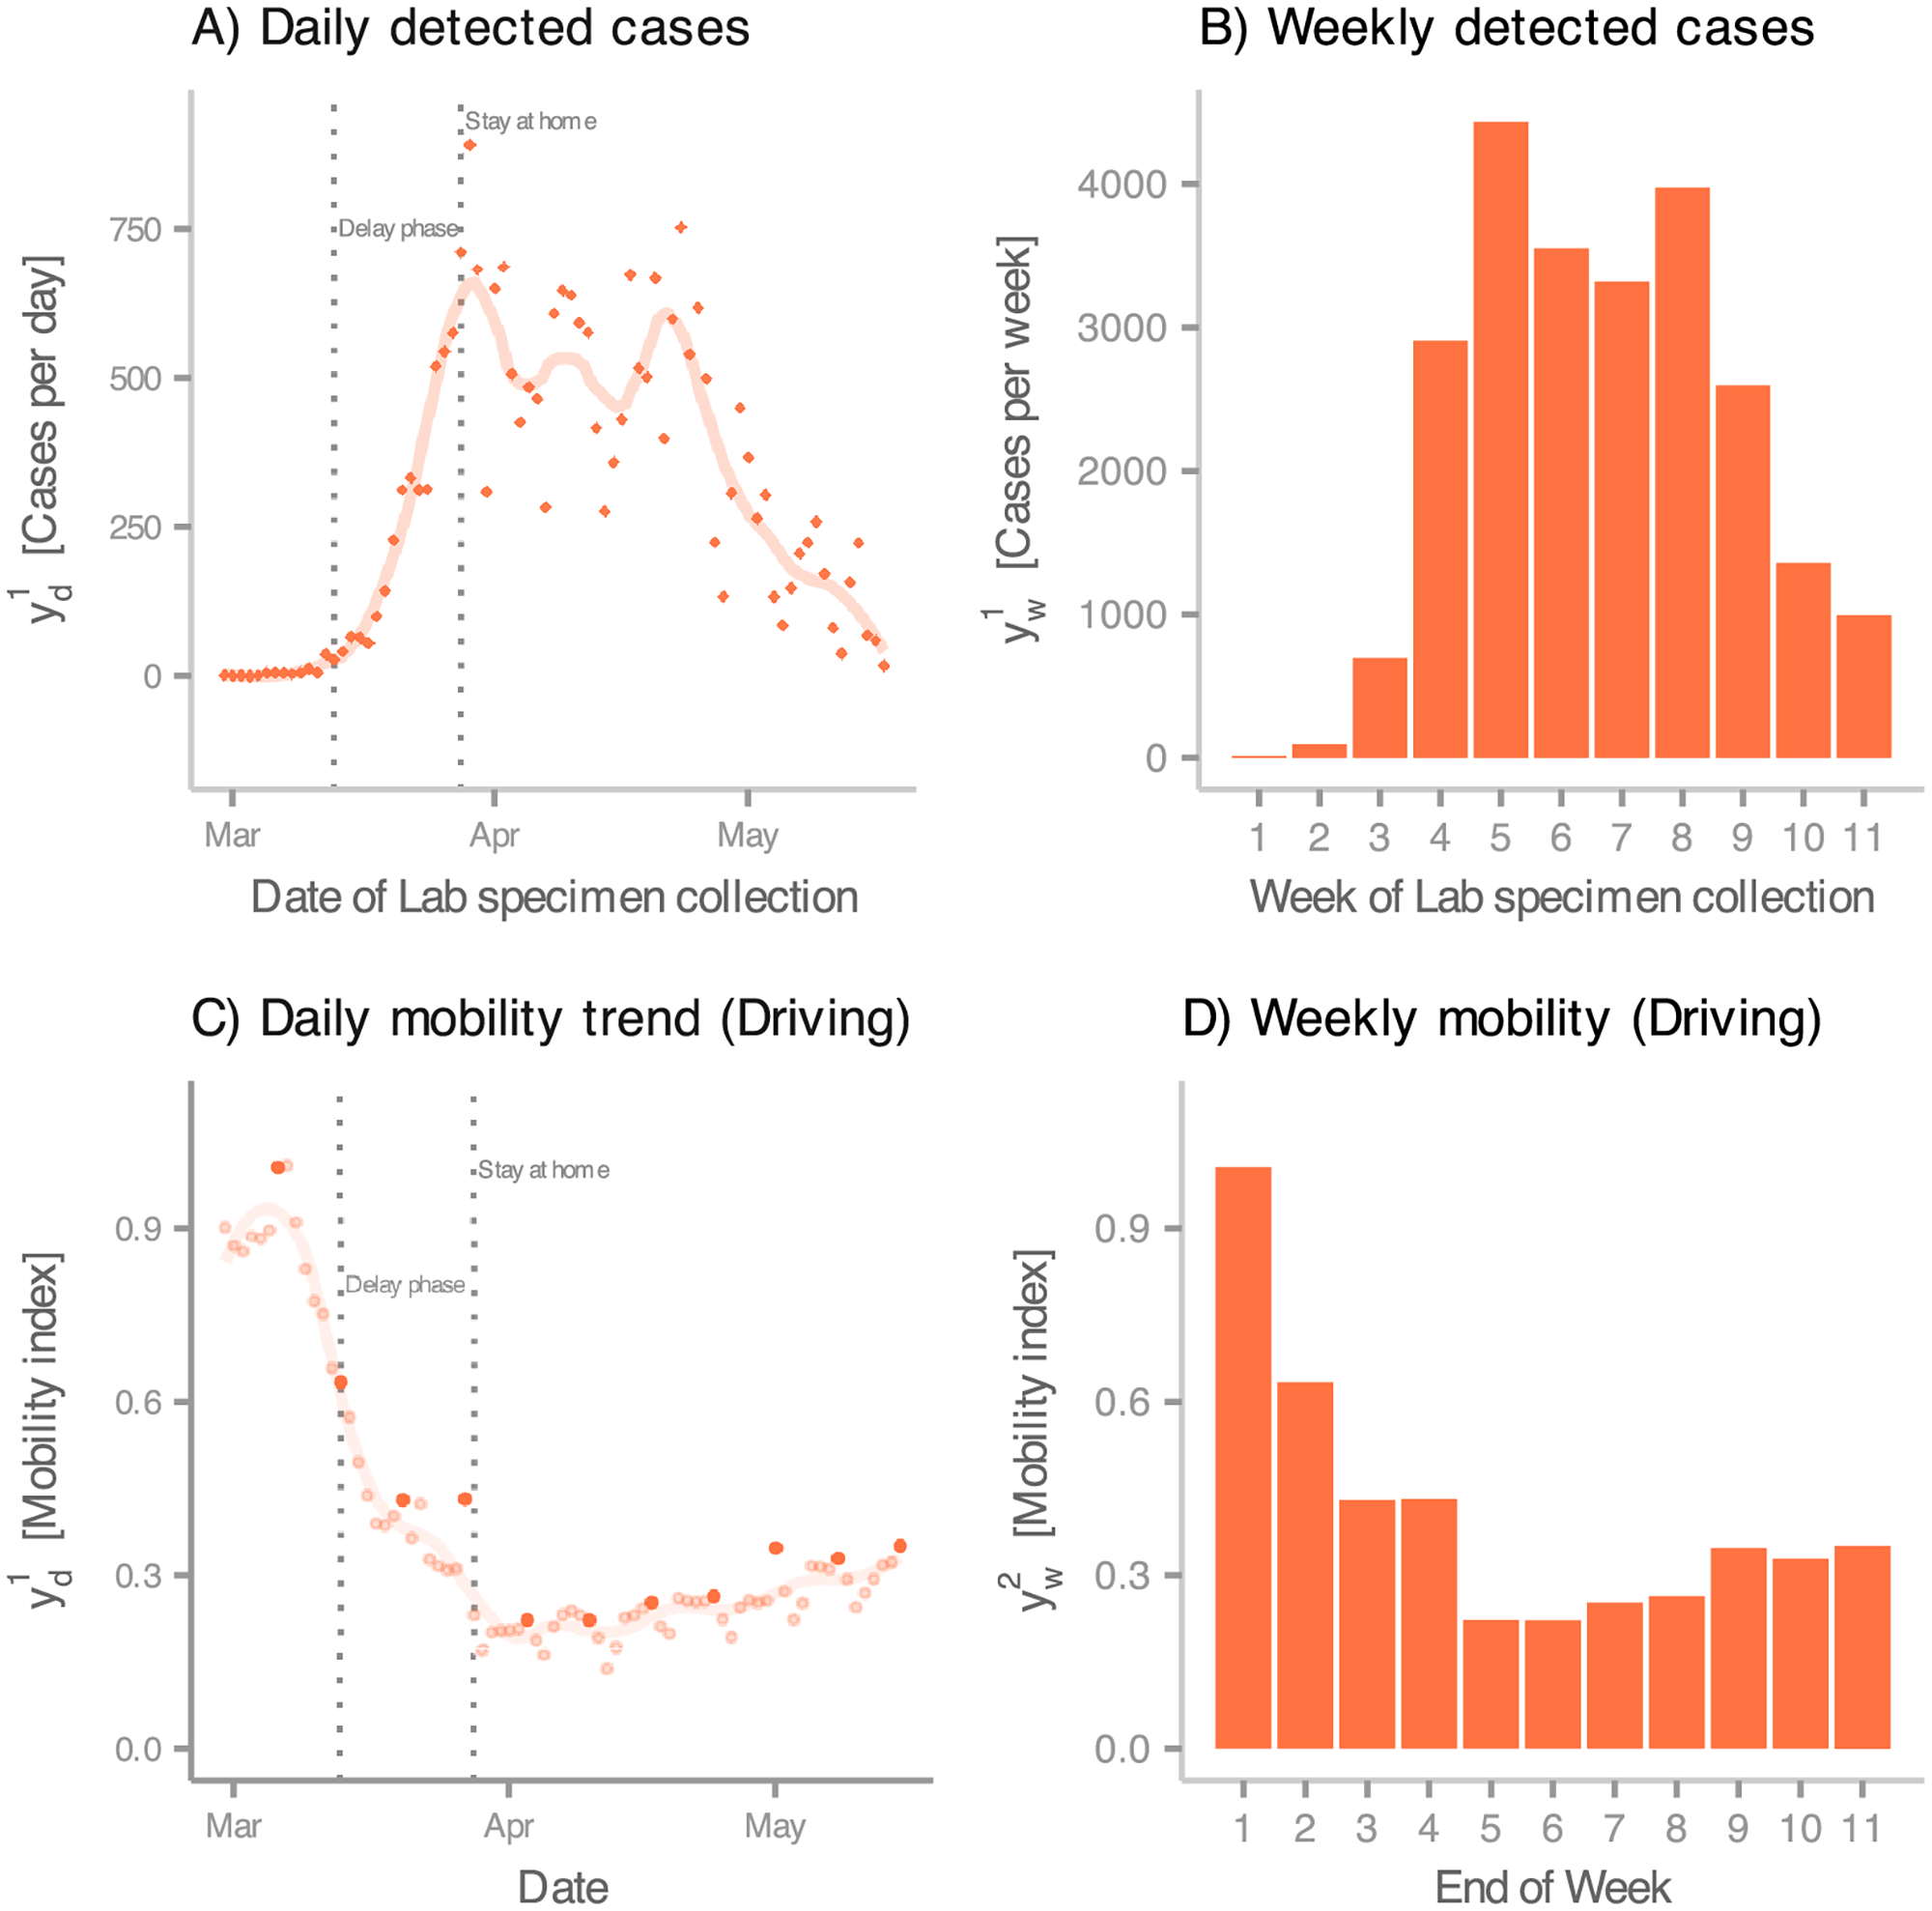 A) Daily detected cases
Stay at home
Delay phase
750
500
250
0
y¹d [Cases per day]
Mar Apr May
Date of Lab specimen collection
B) Weekly detected cases
4000
3000
2000
1000
0
y¹w [Cases per week]
1 2 3 4 5 6 7 8 9 10 11
Week of Lab specimen collection
C) Daily mobility trend (Driving)
Stay at home
Delay phase
0.9
0.6
0.3
0.0
y¹d [Mobility index]
Mar Apr May
Date
D) Weekly mobility (Driving)
0.9
0.6
0.3
0.0
y²w [Mobility index]
1 2 3 4 5 6 7 8 9 10 11
End of Week